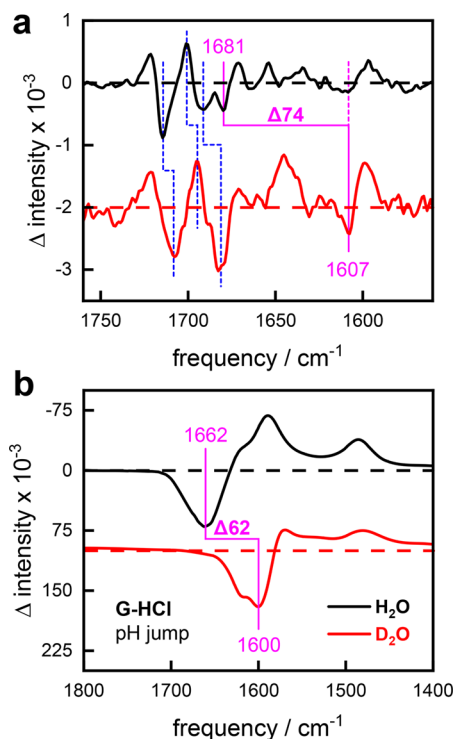 a
1
0
-1
-2
-3
Δ intensity x 10-3
1681
Δ74
1607
1750
1700
1650
1600
frequency / cm-1
b
-75
0
75
150
225
Δ intensity x 10-3
1662
Δ62
1600
G-HCl
pH jump
H2O
D2O
1800
1700
1600
1500
1400
frequency / cm-1